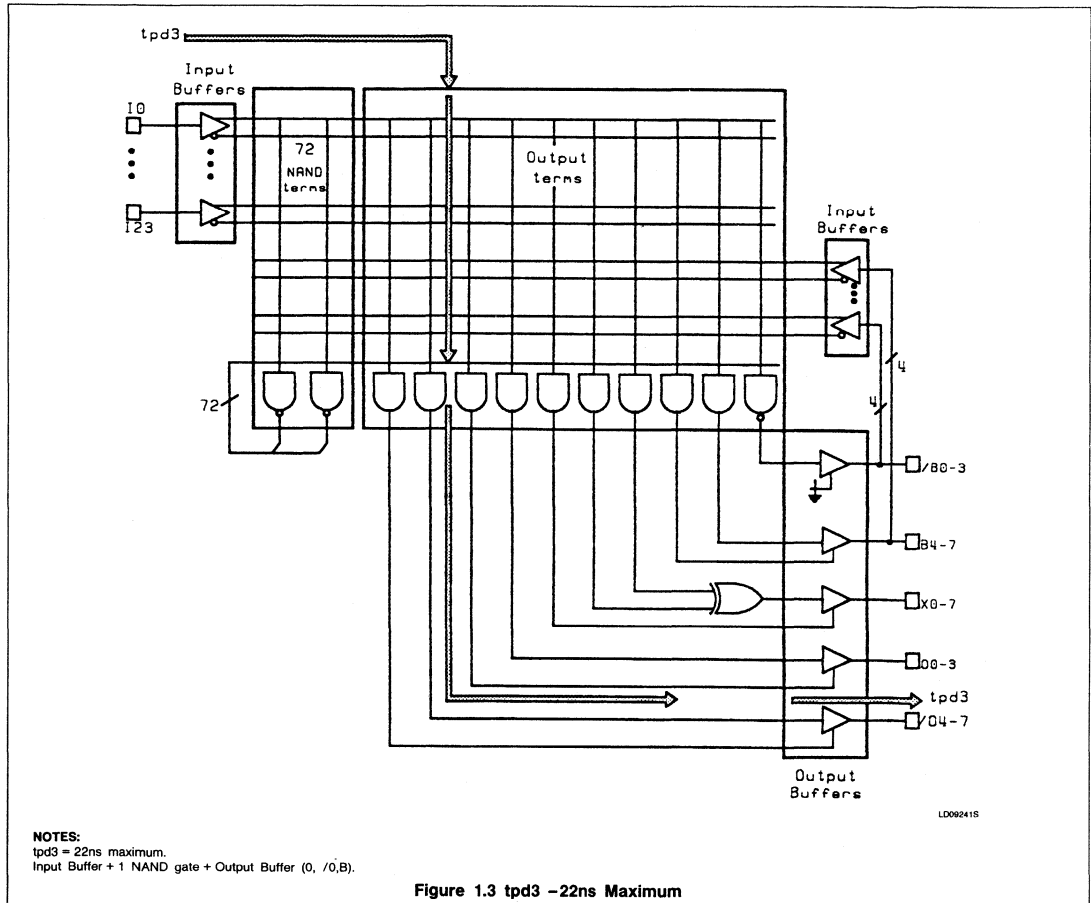 tpd3
Input
Buffers
I0
72
NAND
terms
Output
terms
I23
Input
Buffers
4
72
4
/B0-3
B4-7
X0-7
O0-3
tpd3
/O4-7
Output
Buffers
LD09241S
NOTES:
tpd3 = 22ns maximum.
Input Buffer + 1 NAND gate + Output Buffer (0, /0,B).
Figure 1.3 tpd3 –22ns Maximum